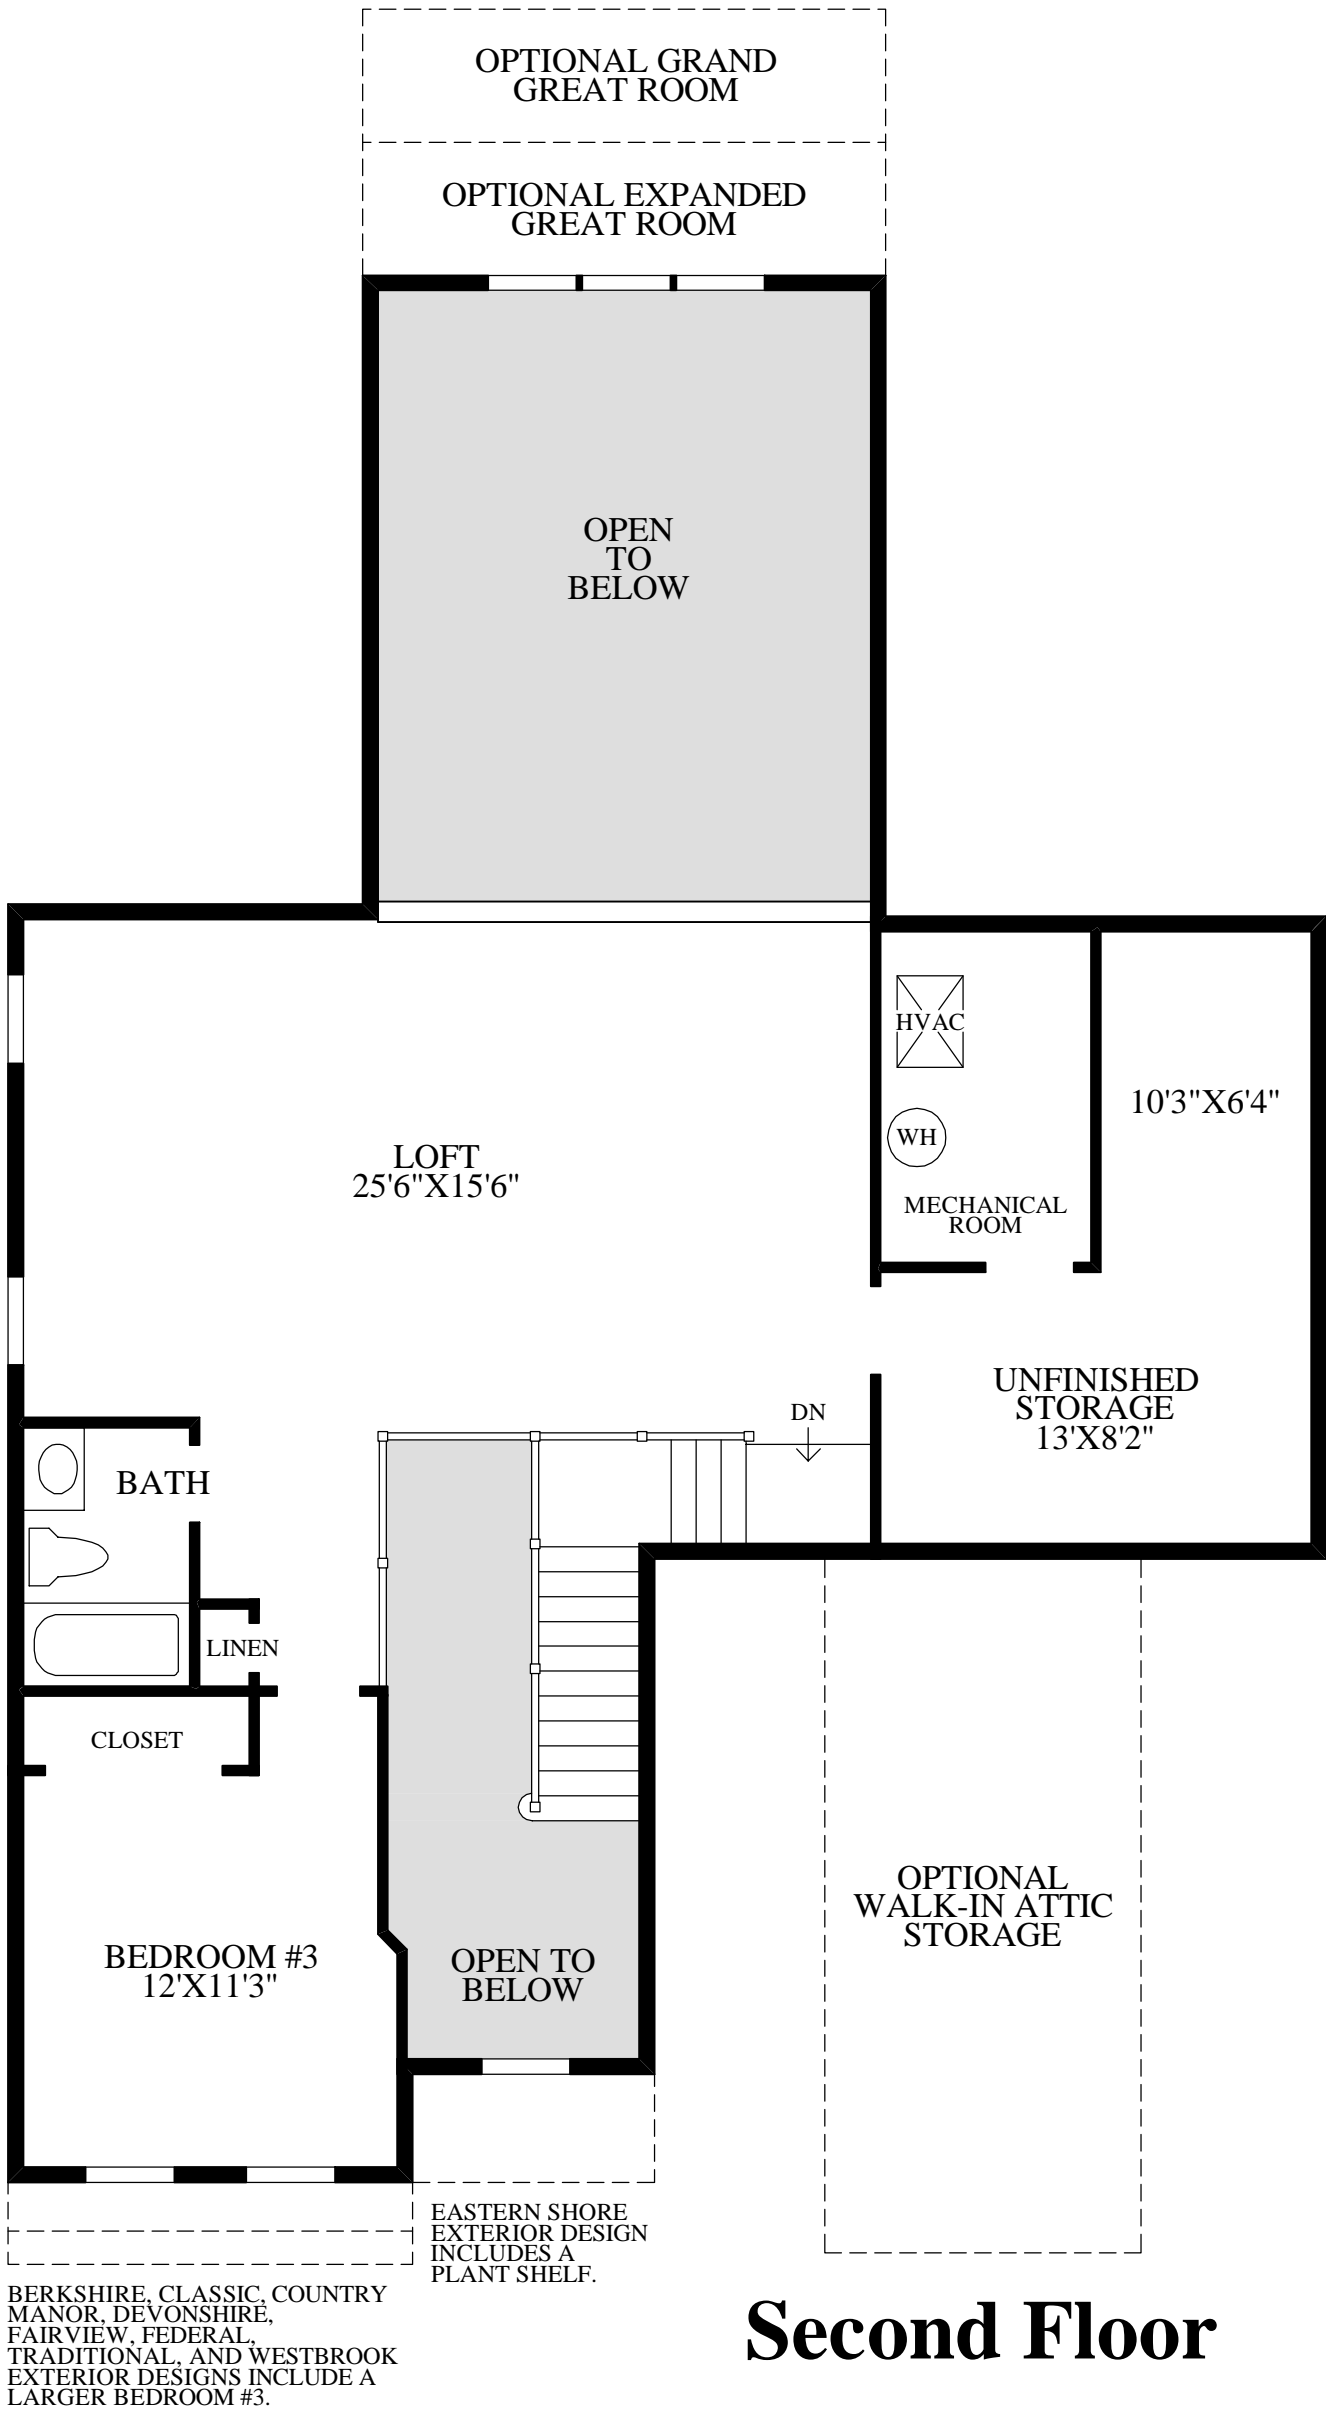 OPTIONAL GRAND
GREAT ROOM
OPTIONAL EXPANDED
GREAT ROOM
OPEN
TO
BELOW
HVAC
WH
MECHANICAL
ROOM
10'3"X6'4"
LOFT
25'6"X15'6"
UNFINISHED
STORAGE
13'X8'2"
DN
BATH
LINEN
CLOSET
BEDROOM #3
12'X11'3"
OPEN TO
BELOW
OPTIONAL
WALK-IN ATTIC
STORAGE
EASTERN SHORE
EXTERIOR DESIGN
INCLUDES A
PLANT SHELF.
BERKSHIRE, CLASSIC, COUNTRY
MANOR, DEVONSHIRE,
FAIRVIEW, FEDERAL,
TRADITIONAL, AND WESTBROOK
EXTERIOR DESIGNS INCLUDE A
LARGER BEDROOM #3.
Second Floor